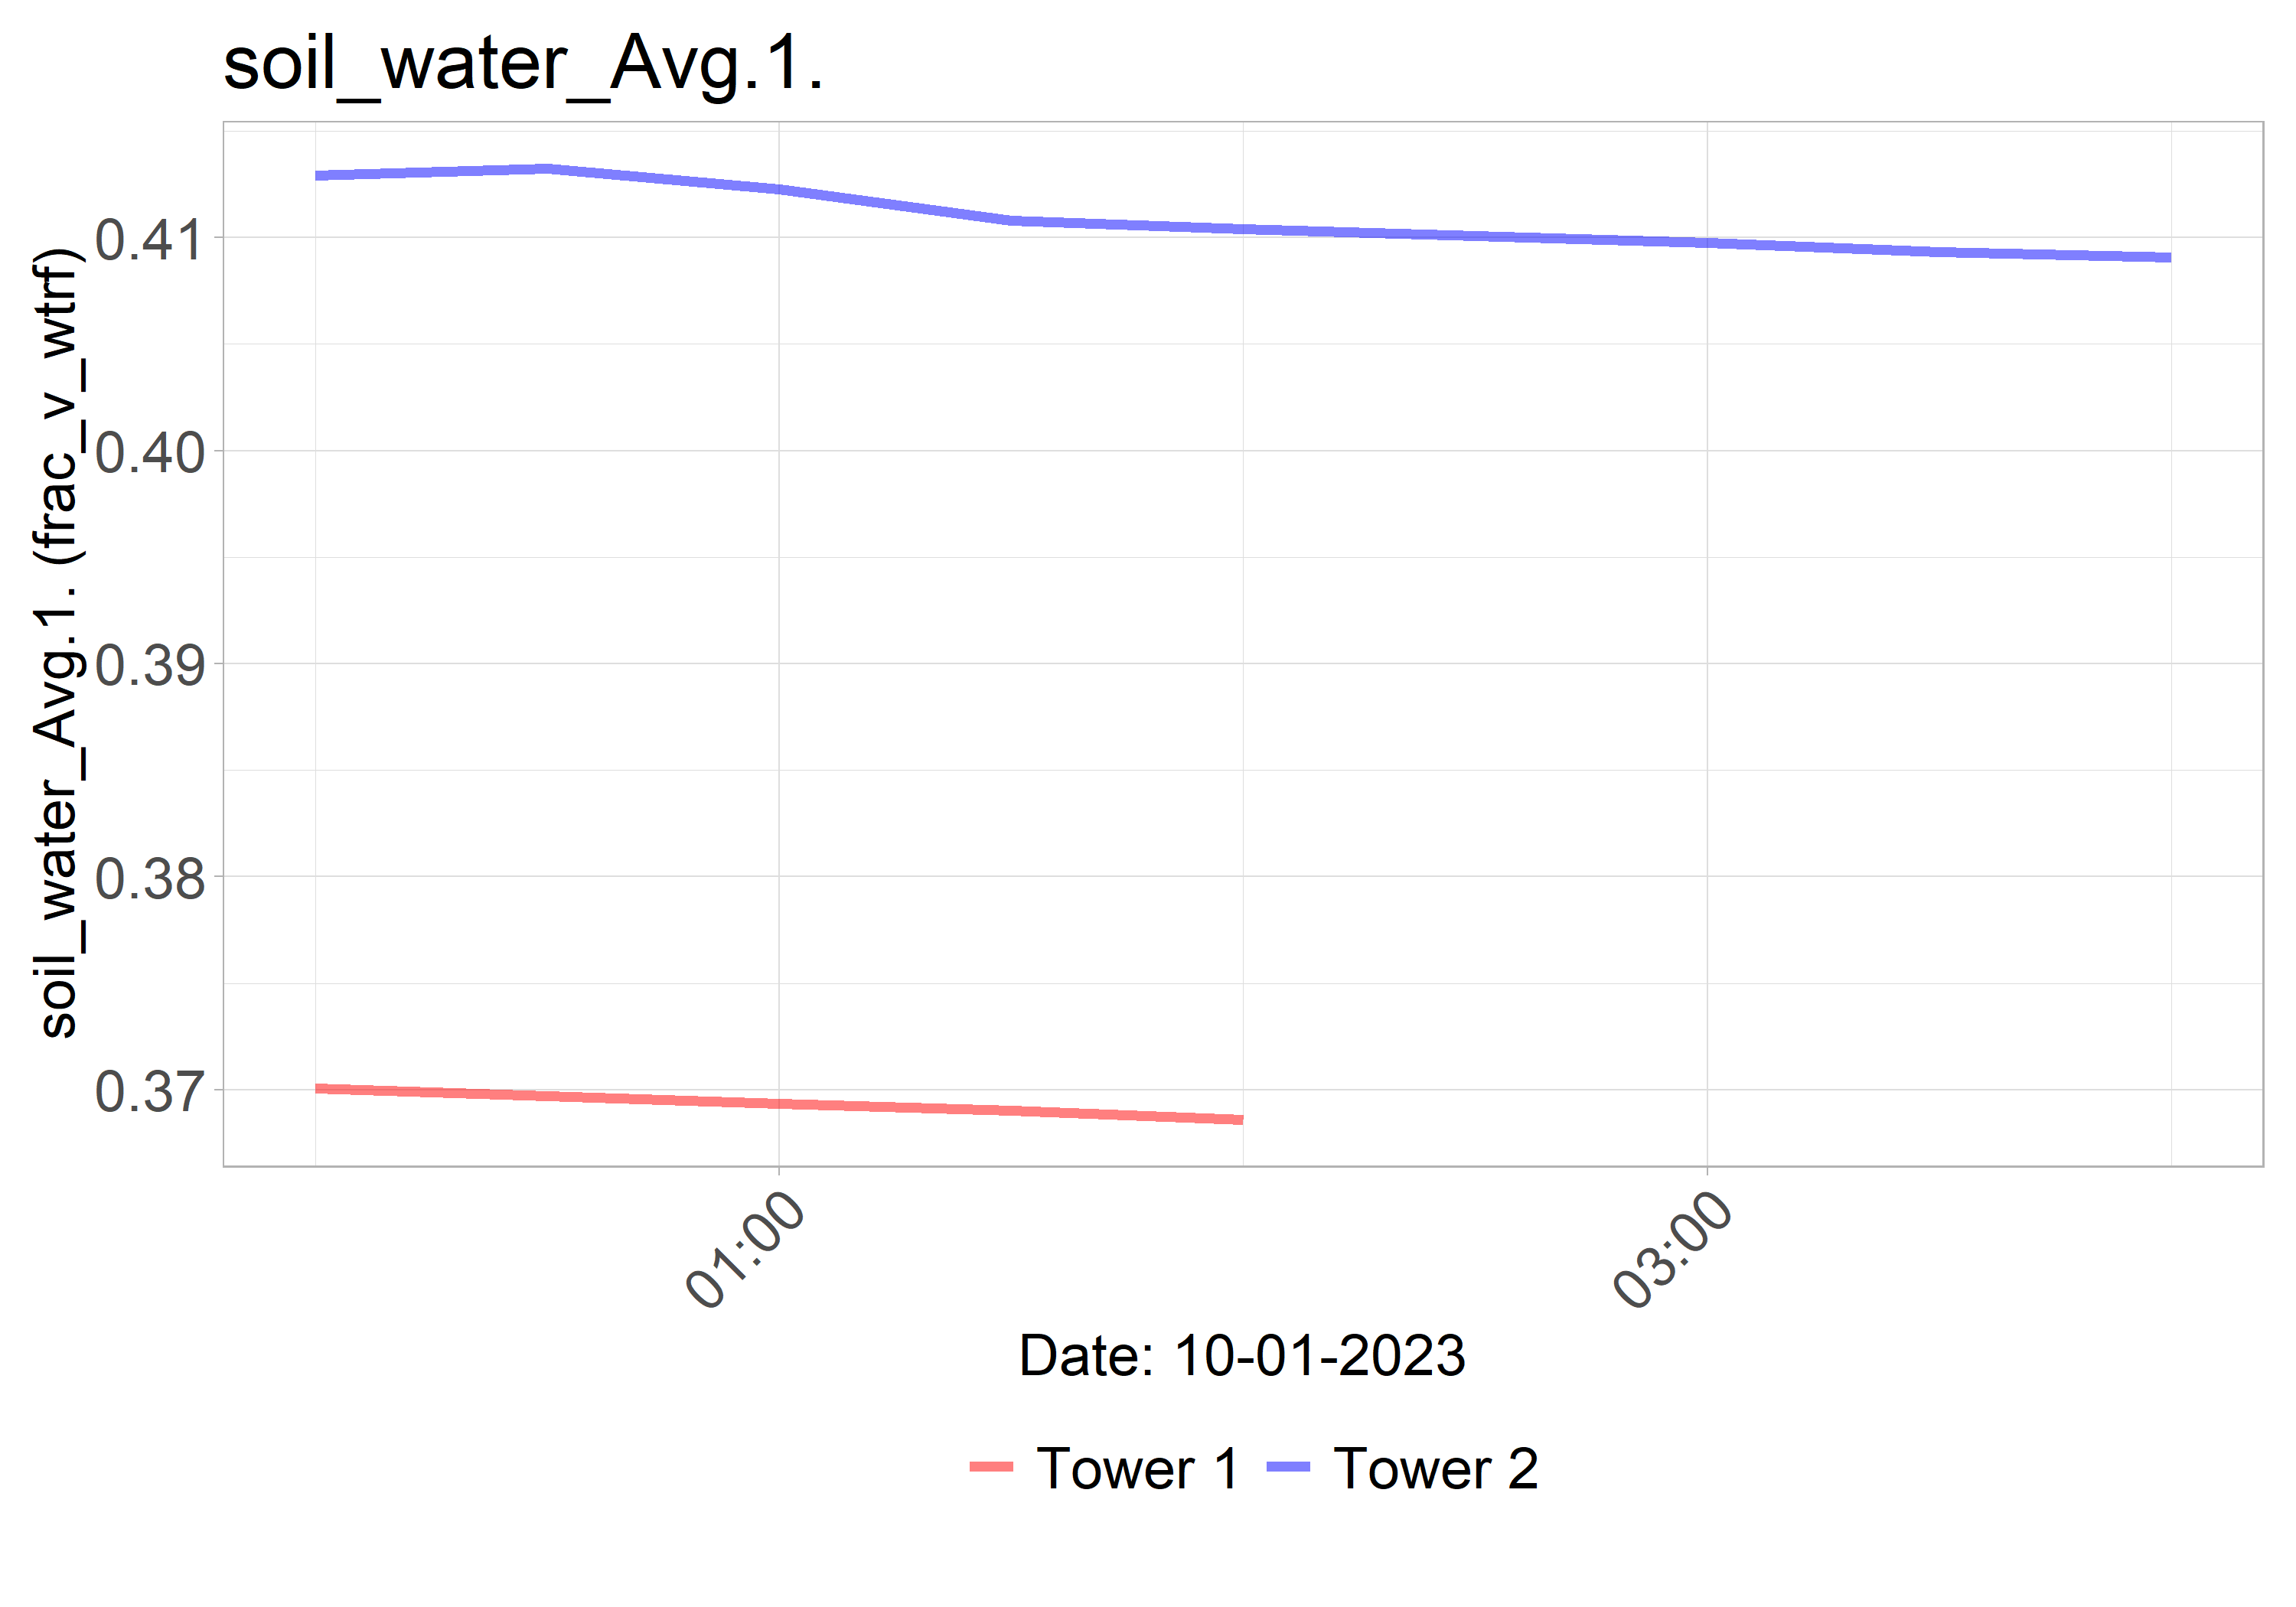 soil_water_Avg.1.
soil_water_Avg.1. (frac_v_wtrf)
0.41
0.40
0.39
0.38
0.37
01:00
03:00
Date: 10-01-2023
Tower 1
Tower 2